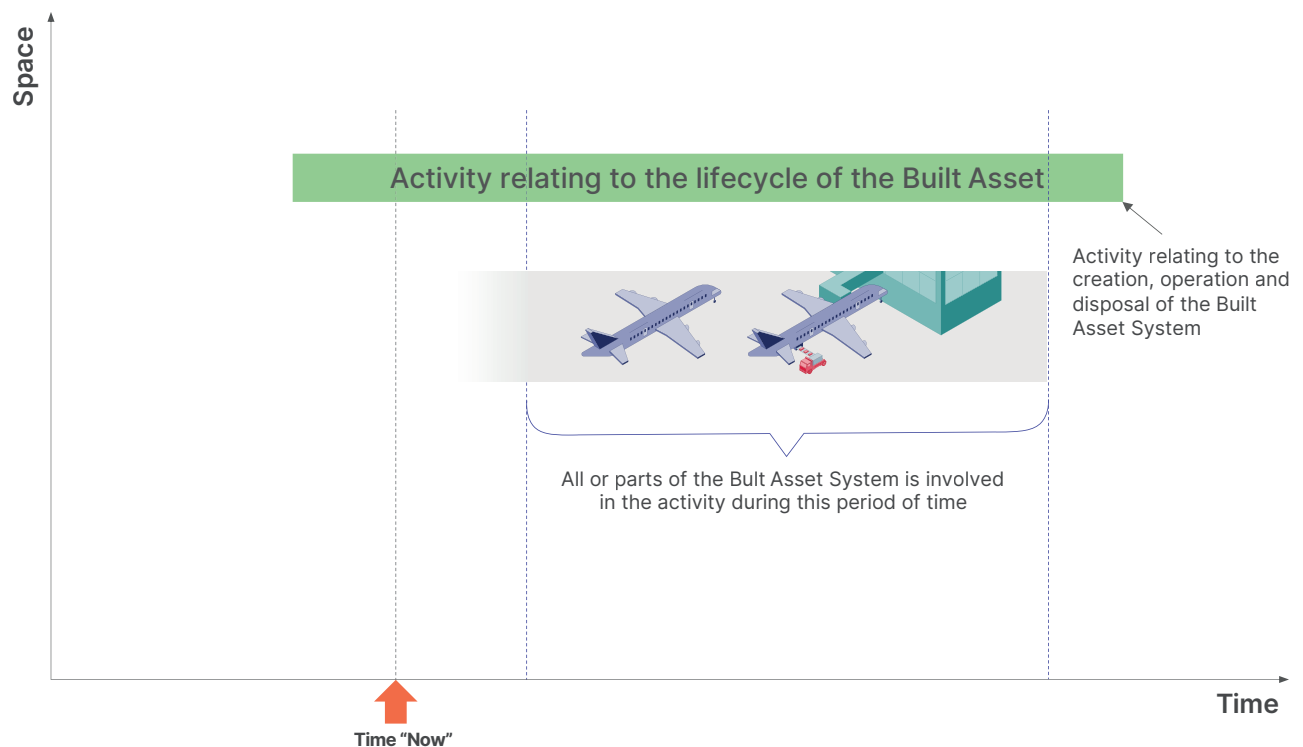 Space
Activity relating to the lifecycle of the Built Asset
Activity relating to the
creation, operation and
disposal of the Built
Asset System
All or parts of the Bult Asset System is involved
in the activity during this period of time
Time
Time “Now”